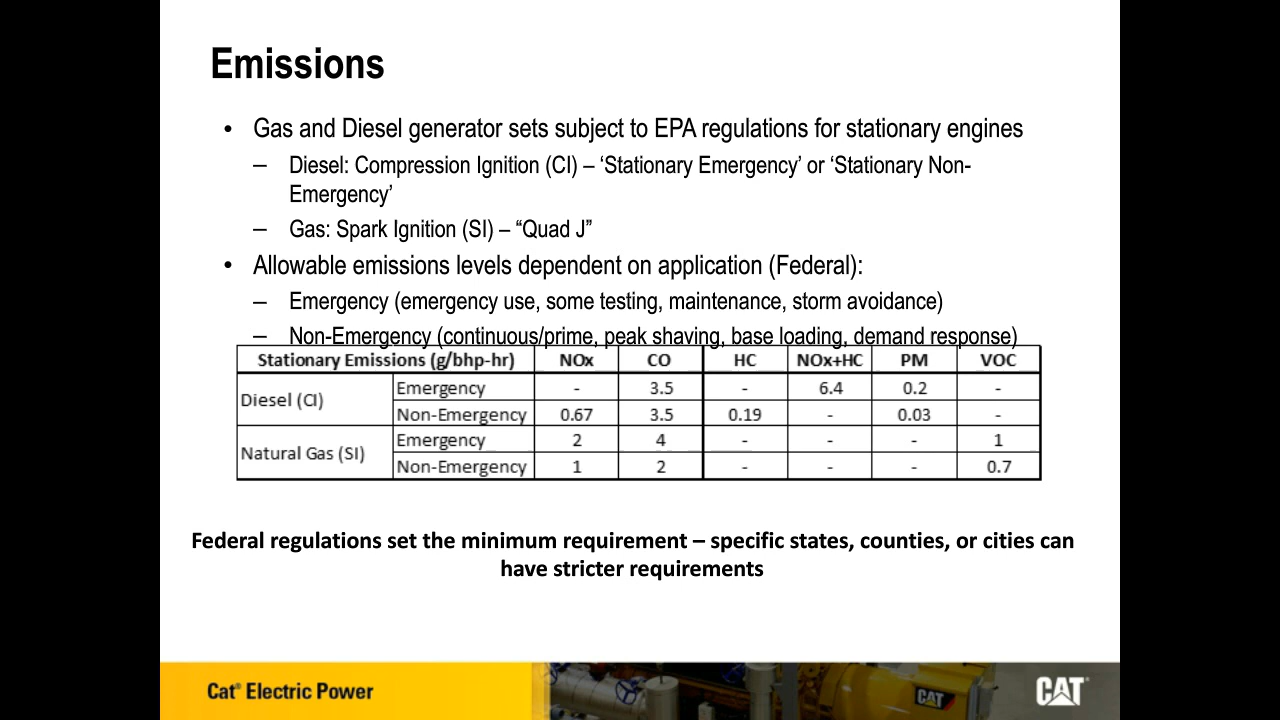 Emissions
• Gas and Diesel generator sets subject to EPA regulations for stationary engines
– Diesel: Compression Ignition (CI) – ‘Stationary Emergency’ or ‘Stationary Non-
Emergency’
– Gas: Spark Ignition (SI) – “Quad J”
• Allowable emissions levels dependent on application (Federal):
– Emergency (emergency use, some testing, maintenance, storm avoidance)
– Non-Emergency (continuous/prime, peak shaving, base loading, demand response)
Stationary Emissions (g/bhp-hr) NOx CO HC NOx+HC PM VOC
Diesel (CI) Emergency - 3.5 - 6.4 0.2 -
Non-Emergency 0.67 3.5 0.19 - 0.03 -
Natural Gas (SI) Emergency 2 4 - - - 1
Non-Emergency 1 2 - - - 0.7
Federal regulations set the minimum requirement – specific states, counties, or cities can
have stricter requirements
Cat® Electric Power
CAT
CAT®